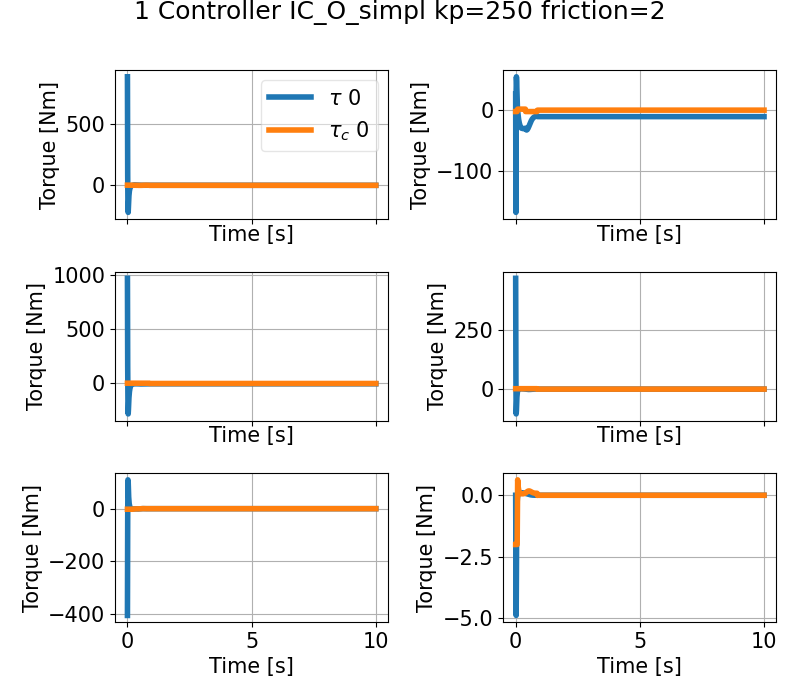 1 Controller IC_O_simpl kp=250 friction=2
Torque [Nm]
500
0
τ 0
τc 0
Time [s]
Torque [Nm]
0
−100
Time [s]
Torque [Nm]
1000
500
0
Time [s]
Torque [Nm]
250
0
Time [s]
Torque [Nm]
0
−200
−400
0 5 10
Time [s]
Torque [Nm]
0.0
−2.5
−5.0
0 5 10
Time [s]